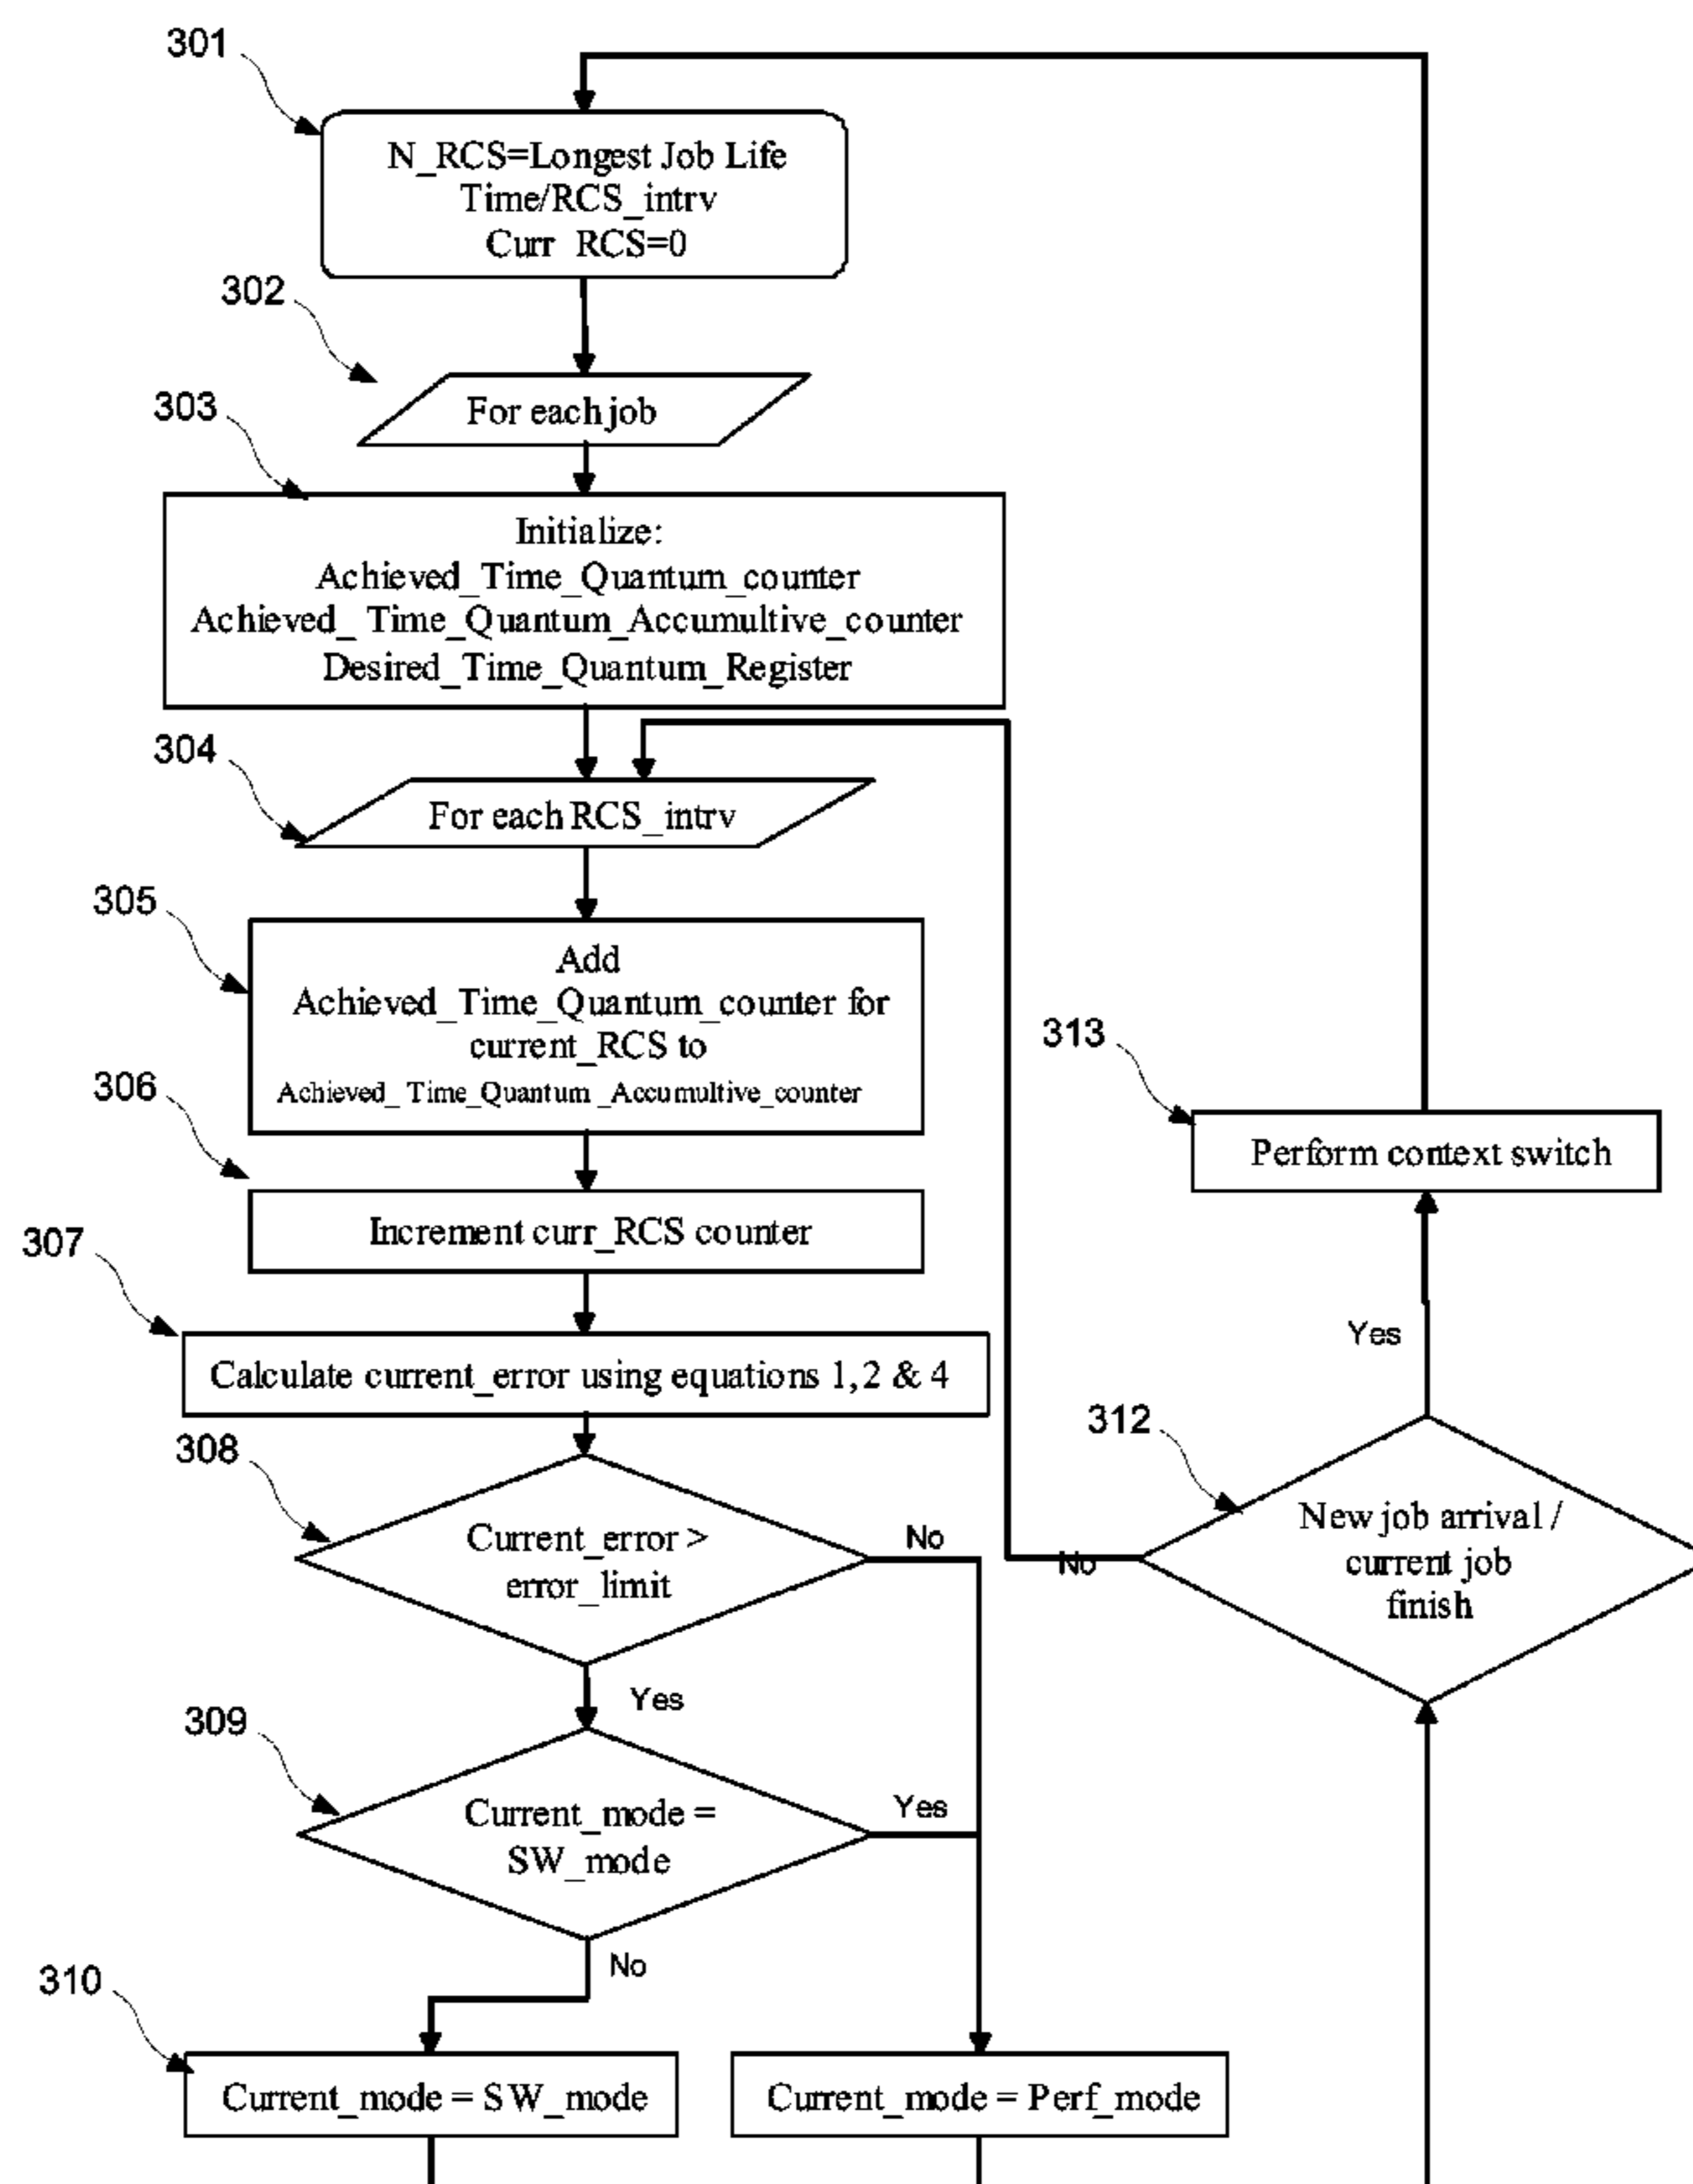 301
N_RCS=Longest Job Life
Time/RCS_intrv
Curr RCS=0
302
For each job
303
Initialize:
Achieved_Time_Quantum_counter
Achieved_ Time_Quantum_Accumultive_counter
Desired_Time_Quantum_Register
304
For each RCS_intrv
305
Add
Achieved_Time_Quantum_counter for
current_RCS to
Achieved_ Time_Quantum _Accumultive_counter
313
Perform context switch
306
Increment curr_RCS counter
307
Calculate current_error using equations 1,2 & 4
Yes
312
New job arrival /
current job
finish
No
308
Current_error >
error_limit
No
Yes
309
Current_mode =
SW_mode
Yes
No
310
Current_mode = SW_mode
Current_mode = Perf_mode